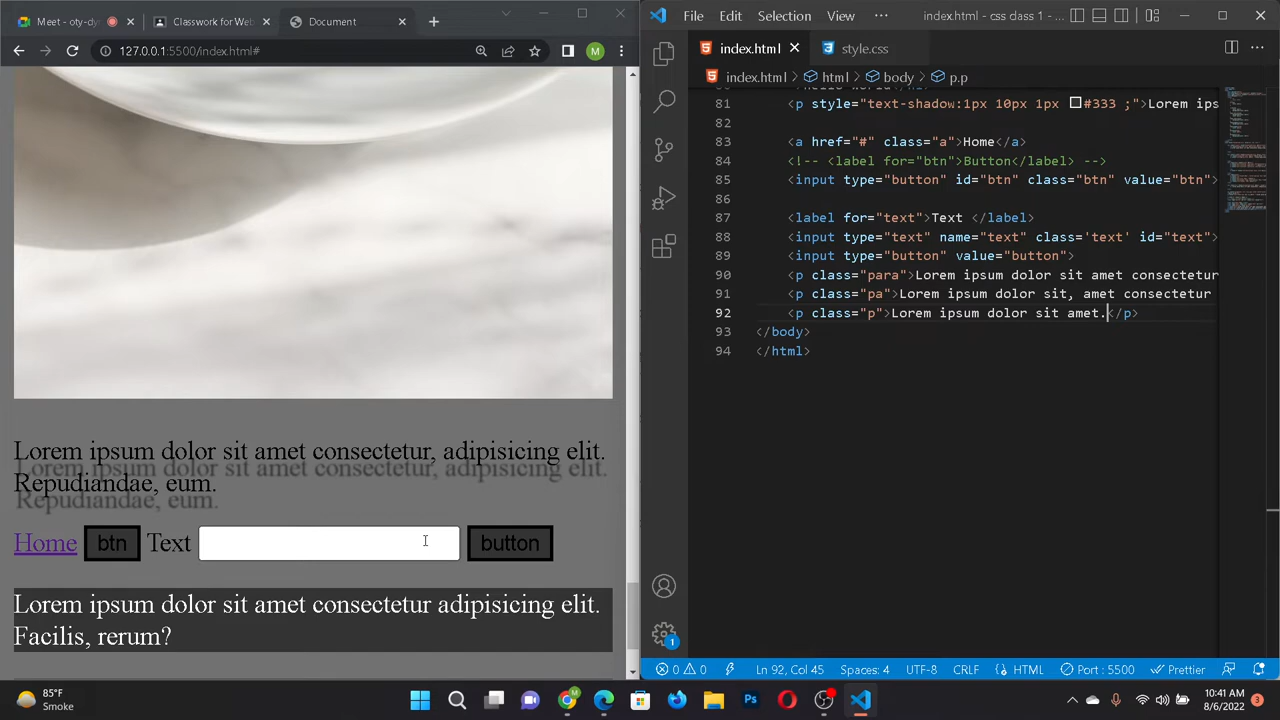 Meet - oty-dy
Classwork for Web
Document
File Edit Selection View ··· index.html - css class 1 - ...
127.0.0.1:5500/index.html#
M
index.html
style.css
index.html > html > body > p.p
81 <p style="text-shadow:1px 10px 1px #333 ;">Lorem ips
82
83 <a href="#" class="a">Home</a>
84 <!-- <label for="btn">Button</label> -->
85 <input type="button" id="btn" class="btn" value="btn">
86
87 <label for="text">Text </label>
88 <input type="text" name="text" class='text' id="text">
89 <input type="button" value="button">
90 <p class="para">Lorem ipsum dolor sit amet consectetur
91 <p class="pa">Lorem ipsum dolor sit, amet consectetur
92 <p class="p">Lorem ipsum dolor sit amet.</p>
93 </body>
94 </html>
Lorem ipsum dolor sit amet consectetur, adipisicing elit.
Repudiandae, eum.
Home btn Text button
Lorem ipsum dolor sit amet consectetur adipisicing elit.
Facilis, rerum?
1
0 0 Ln 92, Col 45 Spaces: 4 UTF-8 CRLF HTML Port : 5500 Prettier
85°F
Smoke
M
Ps
10:41 AM
8/6/2022
3